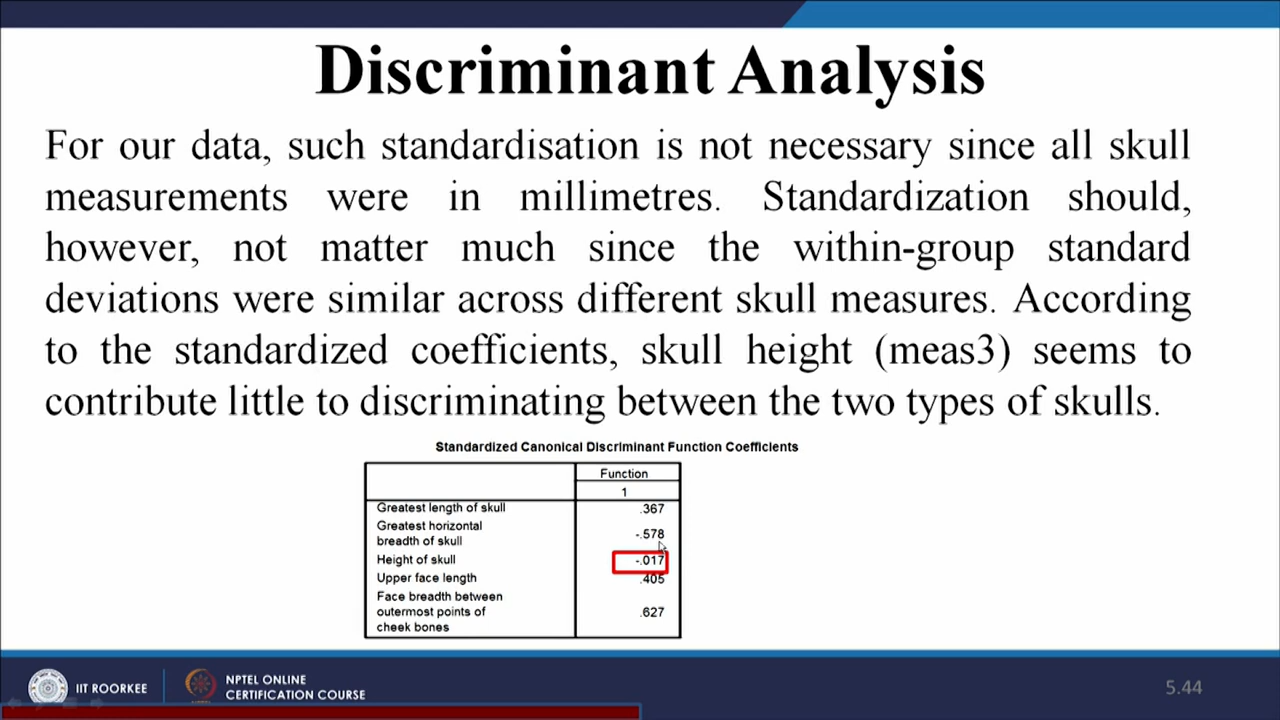 Discriminant Analysis
For our data, such standardisation is not necessary since all skull
measurements were in millimetres. Standardization should,
however, not matter much since the within-group standard
deviations were similar across different skull measures. According
to the standardized coefficients, skull height (meas3) seems to
contribute little to discriminating between the two types of skulls.
Standardized Canonical Discriminant Function Coefficients
Function
1
Greatest length of skull .367
Greatest horizontal
breadth of skull -.578
Height of skull -.017
Upper face length .405
Face breadth between
outermost points of
cheek bones .627
IIT ROORKEE
NPTEL ONLINE
CERTIFICATION COURSE
5.44